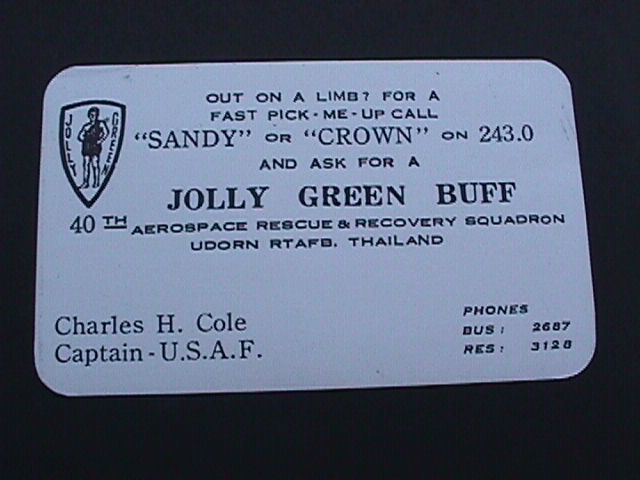 JOLLY GREEN
OUT ON A LIMB? FOR A
FAST PICK-ME-UP CALL
"SANDY" OR "CROWN" ON 243.0
AND ASK FOR A
JOLLY GREEN BUFF
40 TH AEROSPACE RESCUE & RECOVERY SQUADRON
UDORN RTAFB, THAILAND
Charles H. Cole
Captain - U.S.A.F.
PHONES
BUS: 2687
RES: 3128